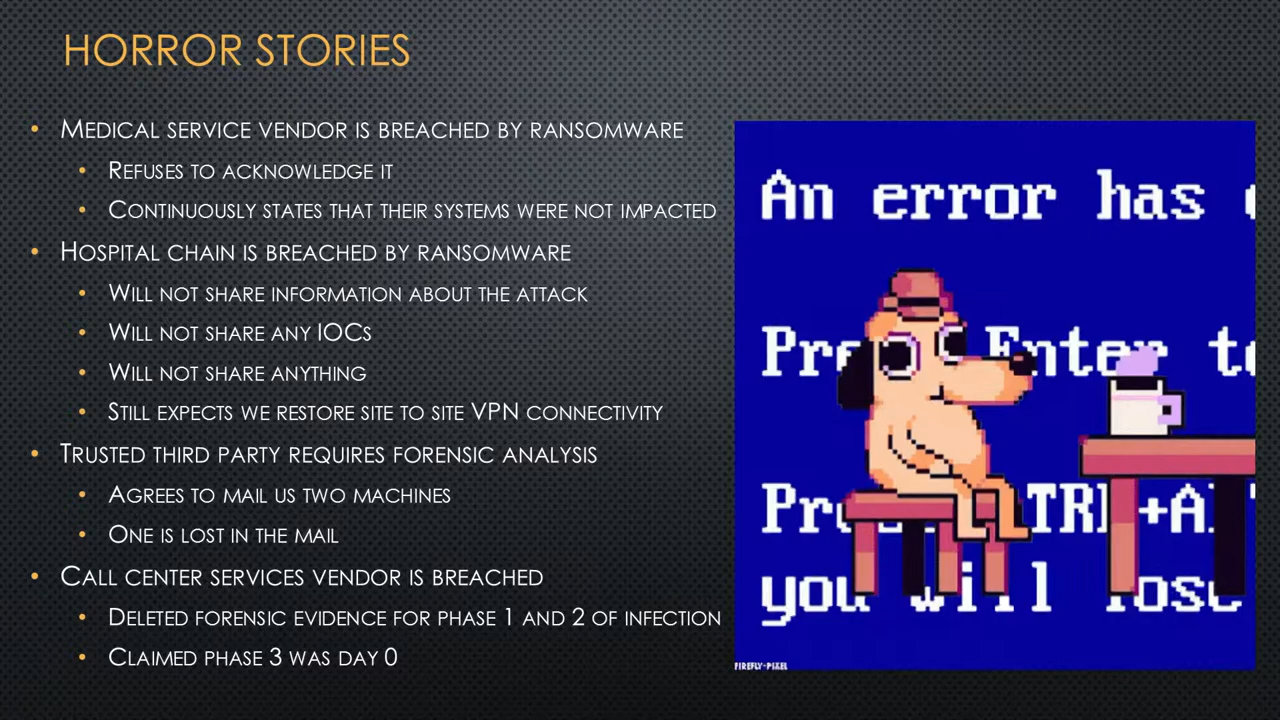 HORROR STORIES
• MEDICAL SERVICE VENDOR IS BREACHED BY RANSOMWARE
• REFUSES TO ACKNOWLEDGE IT
• CONTINUOUSLY STATES THAT THEIR SYSTEMS WERE NOT IMPACTED
• HOSPITAL CHAIN IS BREACHED BY RANSOMWARE
• WILL NOT SHARE INFORMATION ABOUT THE ATTACK
• WILL NOT SHARE ANY IOCS
• WILL NOT SHARE ANYTHING
• STILL EXPECTS WE RESTORE SITE TO SITE VPN CONNECTIVITY
• TRUSTED THIRD PARTY REQUIRES FORENSIC ANALYSIS
• AGREES TO MAIL US TWO MACHINES
• ONE IS LOST IN THE MAIL
• CALL CENTER SERVICES VENDOR IS BREACHED
• DELETED FORENSIC EVIDENCE FOR PHASE 1 AND 2 OF INFECTION
• CLAIMED PHASE 3 WAS DAY 0
An error has
Enter
you will lose
FIREFLY-PIXEL